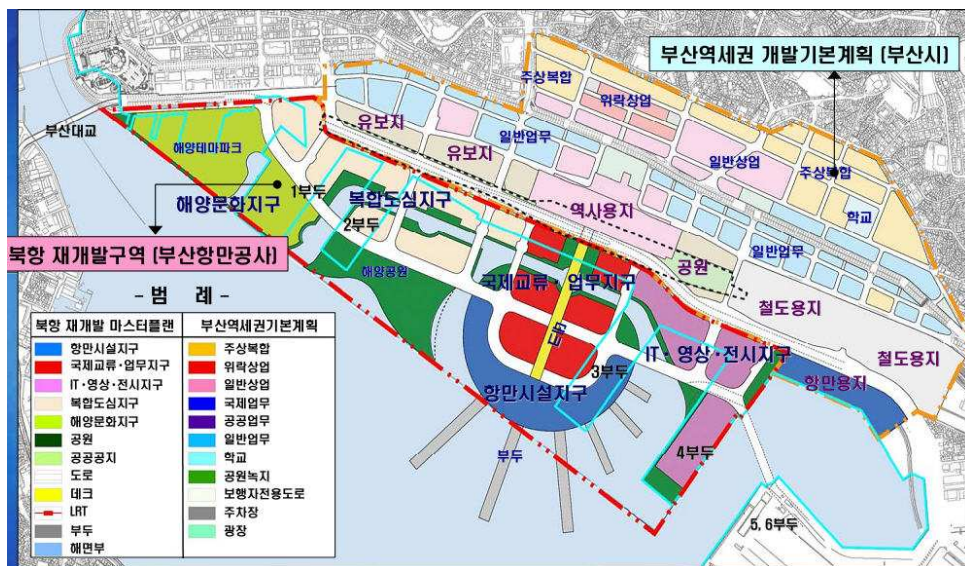 부산역세권 개발기본계획 (부산시)
주상복합
위락상업
부산대교
유보지
일반업무
해양테마파크
유보지
일반상업
주상복합
1부두
복합도심지구
해양문화지구
2부두
역사용지
학교
일반업무
북항 재개발구역 (부산항만공사)
해양공원
공원
국제교류·업무지구
철도용지
- 범 례 -
데크
IT·영상·전시지구
철도용지
3부두
항만용지
항만시설지구
부두
4부두
5, 6부두
북항 재개발 마스터플랜
항만시설지구
국제교류·업무지구
IT·영상·전시지구
복합도심지구
해양문화지구
공원
공공공지
도로
데크
LRT
부두
해면부
부산역세권기본계획
주상복합
위락상업
일반상업
국제업무
공공업무
일반업무
학교
공원녹지
보행자전용도로
주차장
광장